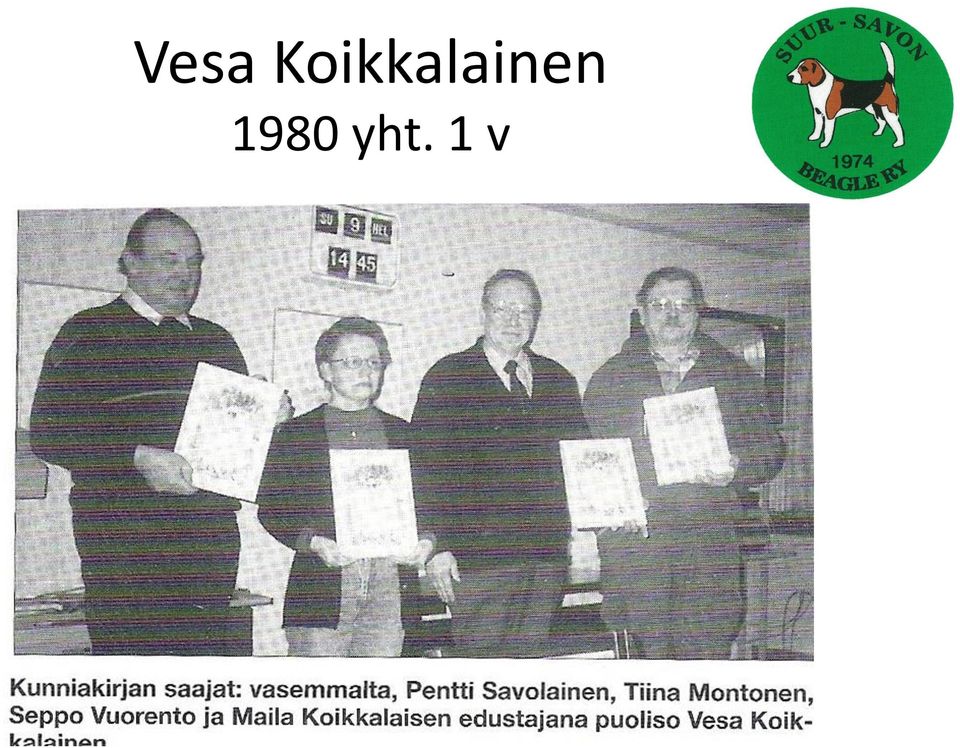 Vesa Koikkalainen
1980 yht. 1 v
SUUR - SAVON
1974
BEAGLE RY
SU 9 HEL
14 45
Kunniakirjan saajat: vasemmalta, Pentti Savolainen, Tiina Montonen,
Seppo Vuorento ja Maila Koikkalaisen edustajana puoliso Vesa Koik-
kalainen